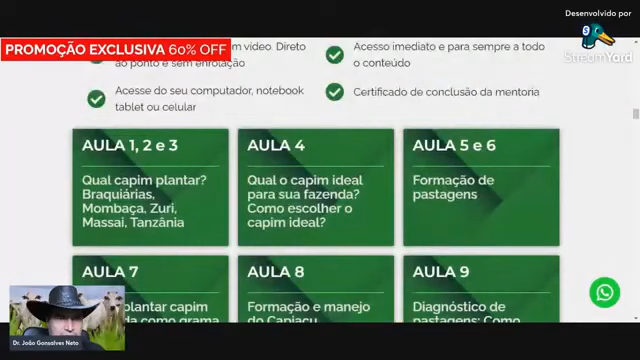 Desenvolvido por
StreamYard
PROMOÇÃO EXCLUSIVA 60% OFF
m vídeo. Direto
ao ponto e sem enrolação
Acesso imediato e para sempre a todo
o conteúdo
Acesse do seu computador, notebook
tablet ou celular
Certificado de conclusão da mentoria
AULA 1, 2 e 3
Qual capim plantar?
Braquiárias,
Mombaça, Zuri,
Massai, Tanzânia
AULA 4
Qual o capim ideal
para sua fazenda?
Como escolher o
capim ideal?
AULA 5 e 6
Formação de
pastagens
AULA 7
plantar capim
da como grama
AULA 8
Formação e manejo
do Capiaçu
AULA 9
Diagnóstico de
pastagens: Como
Dr. João Gonsalves Neto